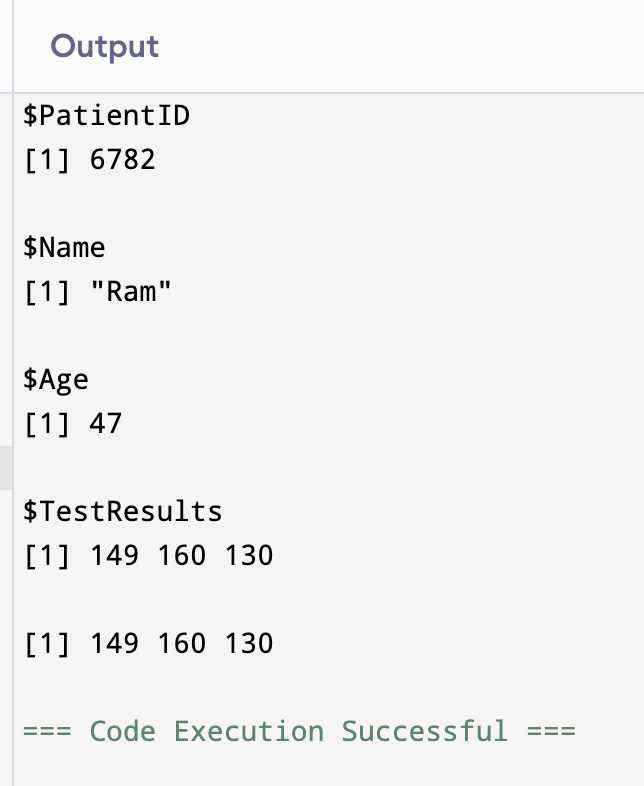 Output
$PatientID
[1] 6782
$Name
[1] "Ram"
$Age
[1] 47
$TestResults
[1] 149 160 130
[1] 149 160 130
=== Code Execution Successful ===